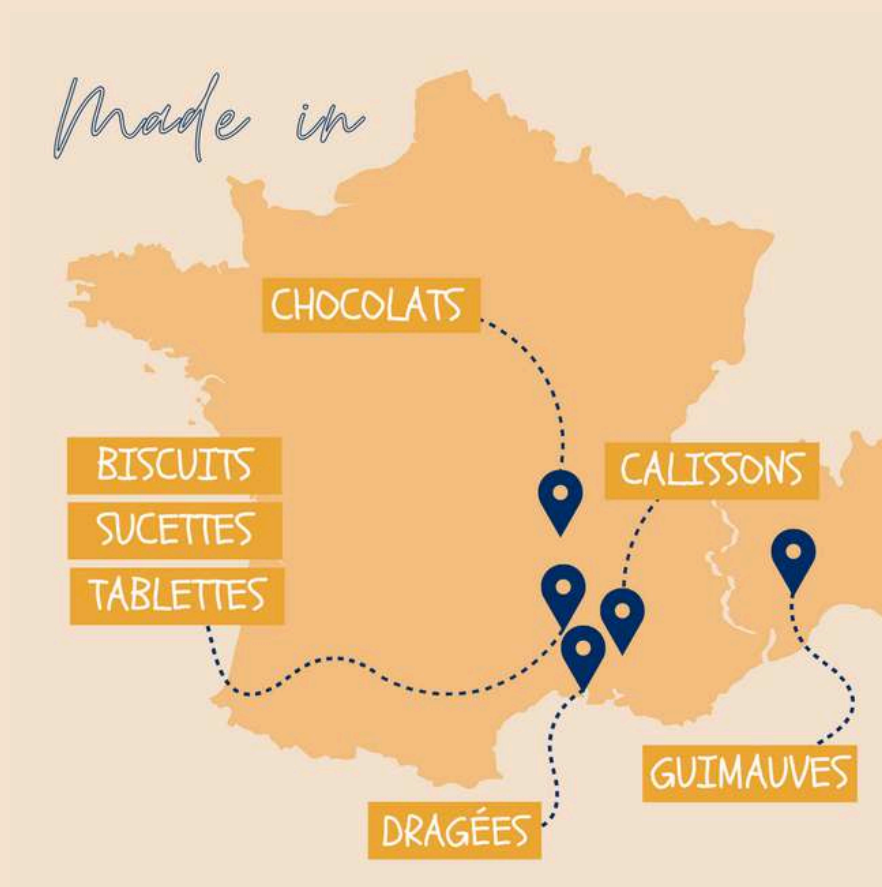 Made in
CHOCOLATS
BISCUITS
CALISSONS
SUCETTES
TABLETTES
GUIMAUVES
DRAGÉES